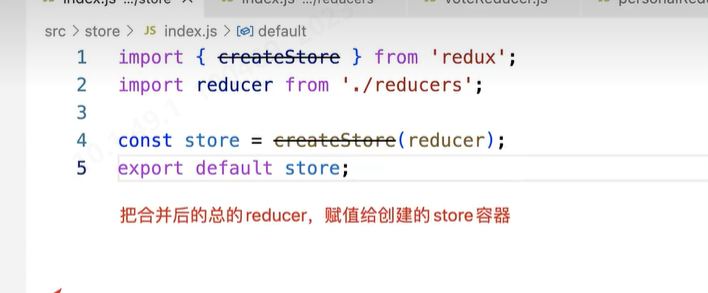 index.js .../store
index.js .../reducers
voteReducer.js
src > store > JS index.js > default
1 import { createStore } from 'redux';
2 import reducer from './reducers';
3
4 const store = createStore(reducer);
5 export default store;
把合并后的总的reducer，赋值给创建的store容器